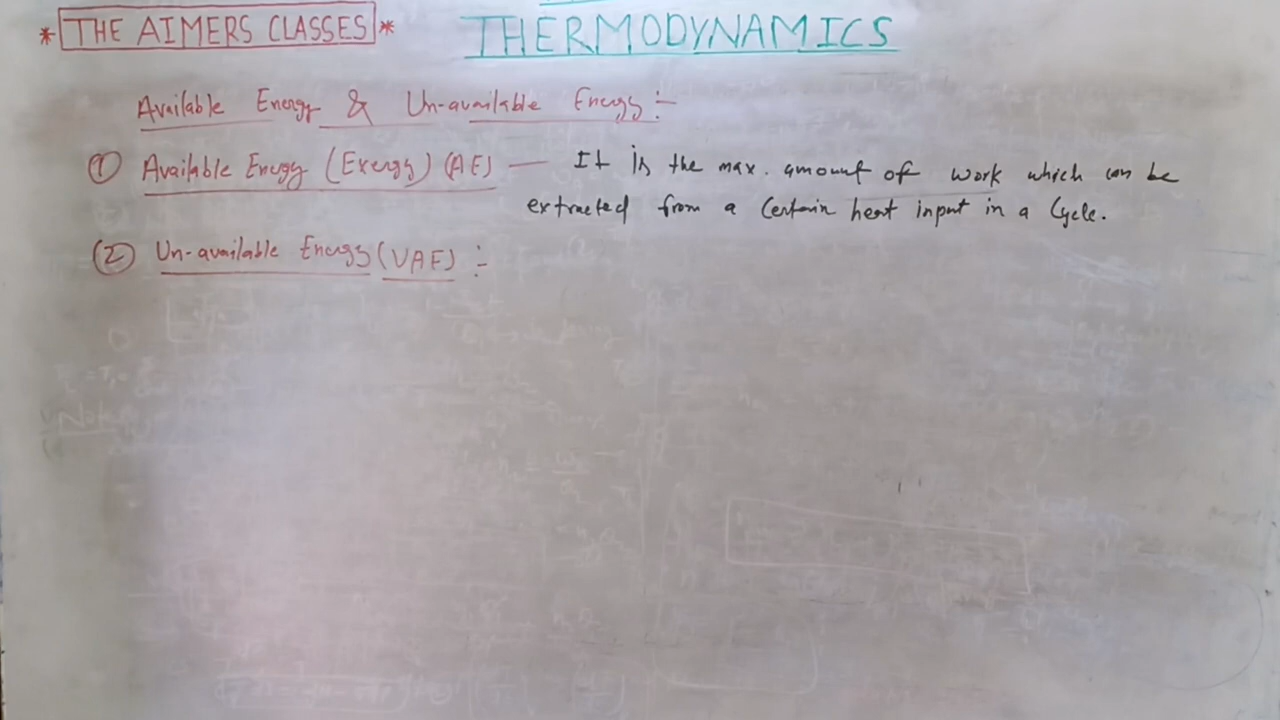 * THE AIMERS CLASSES * THERMODYNAMICS
Available Energy & Un-available Energy :-
(1) Available Energy (Exergy) (AE) — It is the max. amount of work which can be
extracted from a Certain heat input in a Cycle.
(2) Un-available Energy (UAE) :-
Note